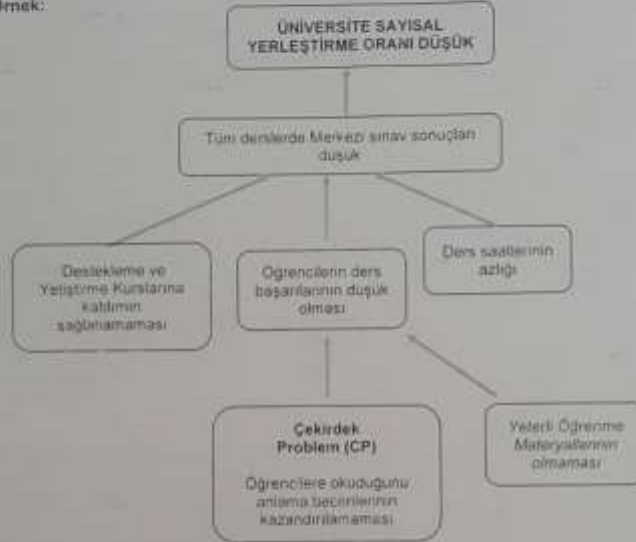 Örnek:
ÜNİVERSİTE SAYISAL
YERLEŞTİRME ORANI DÜŞÜK
Tüm derslerde Merkezi sınav sonuçları
düşük
Destekleme ve
Yetiştirme Kurslarına
katılımın
sağlanamaması
Öğrencilerin ders
başarılarının düşük
olması
Ders saatlerinin
azlığı
Çekirdek
Problem (CP)
Öğrencilere okuduğunu
anlama becerilerinin
kazandırılamaması
Yeterli Öğrenme
Materyallerinin
olmaması